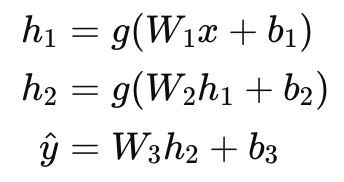 h₁ = g(W₁x + b₁)
h₂ = g(W₂h₁ + b₂)
ŷ = W₃h₂ + b₃